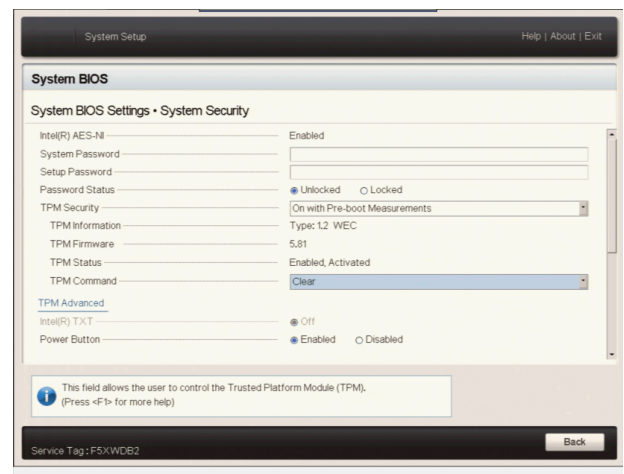 System Setup
Help | About | Exit
System BIOS
System BIOS Settings • System Security
Intel(R) AES-NI Enabled
System Password
Setup Password
Password Status Unlocked Locked
TPM Security On with Pre-boot Measurements
TPM Information Type: 1.2 WEC
TPM Firmware 5.81
TPM Status Enabled, Activated
TPM Command Clear
TPM Advanced
Intel(R) TXT Off
Power Button Enabled Disabled
This field allows the user to control the Trusted Platform Module (TPM).
(Press <F1> for more help)
Service Tag : F5XWDB2
Back